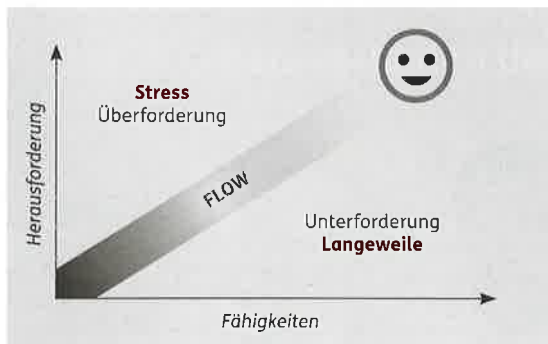 Stress
Überforderung
Herausforderung
FLOW
Unterforderung
Langeweile
Fähigkeiten